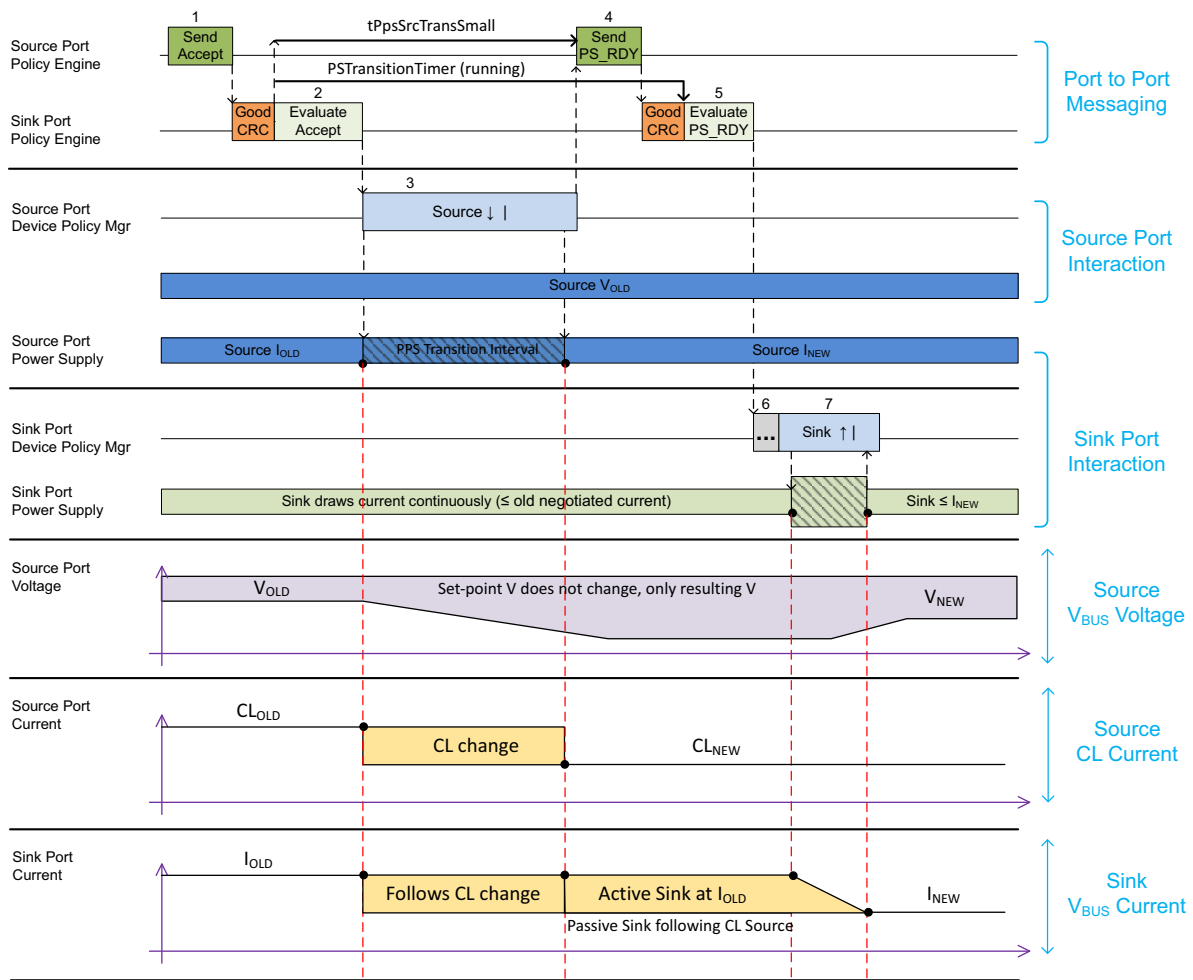 1
tPpsSrcTransSmall
4
Source Port
Policy Engine
Send
Accept
Send
PS_RDY
PSTransitionTimer (running)
Port to Port
Messaging
2
5
Sink Port
Policy Engine
Good
CRC
Evaluate
Accept
Good
CRC
Evaluate
PS_RDY
Source Port
Device Policy Mgr
3
Source ↓ |
Source Port
Interaction
Source VOLD
Source Port
Power Supply
Source IOLD
PPS Transition Interval
Source INEW
Sink Port
Device Policy Mgr
6
7
...
Sink ↑ |
Sink Port
Interaction
Sink Port
Power Supply
Sink draws current continuously (≤ old negotiated current)
Sink ≤ INEW
Source Port
Voltage
VOLD
Set-point V does not change, only resulting V
VNEW
Source
VBUS Voltage
Source Port
Current
CLOLD
CL change
CLNEW
Source
CL Current
Sink Port
Current
IOLD
Follows CL change
Active Sink at IOLD
INEW
Passive Sink following CL Source
Sink
VBUS Current